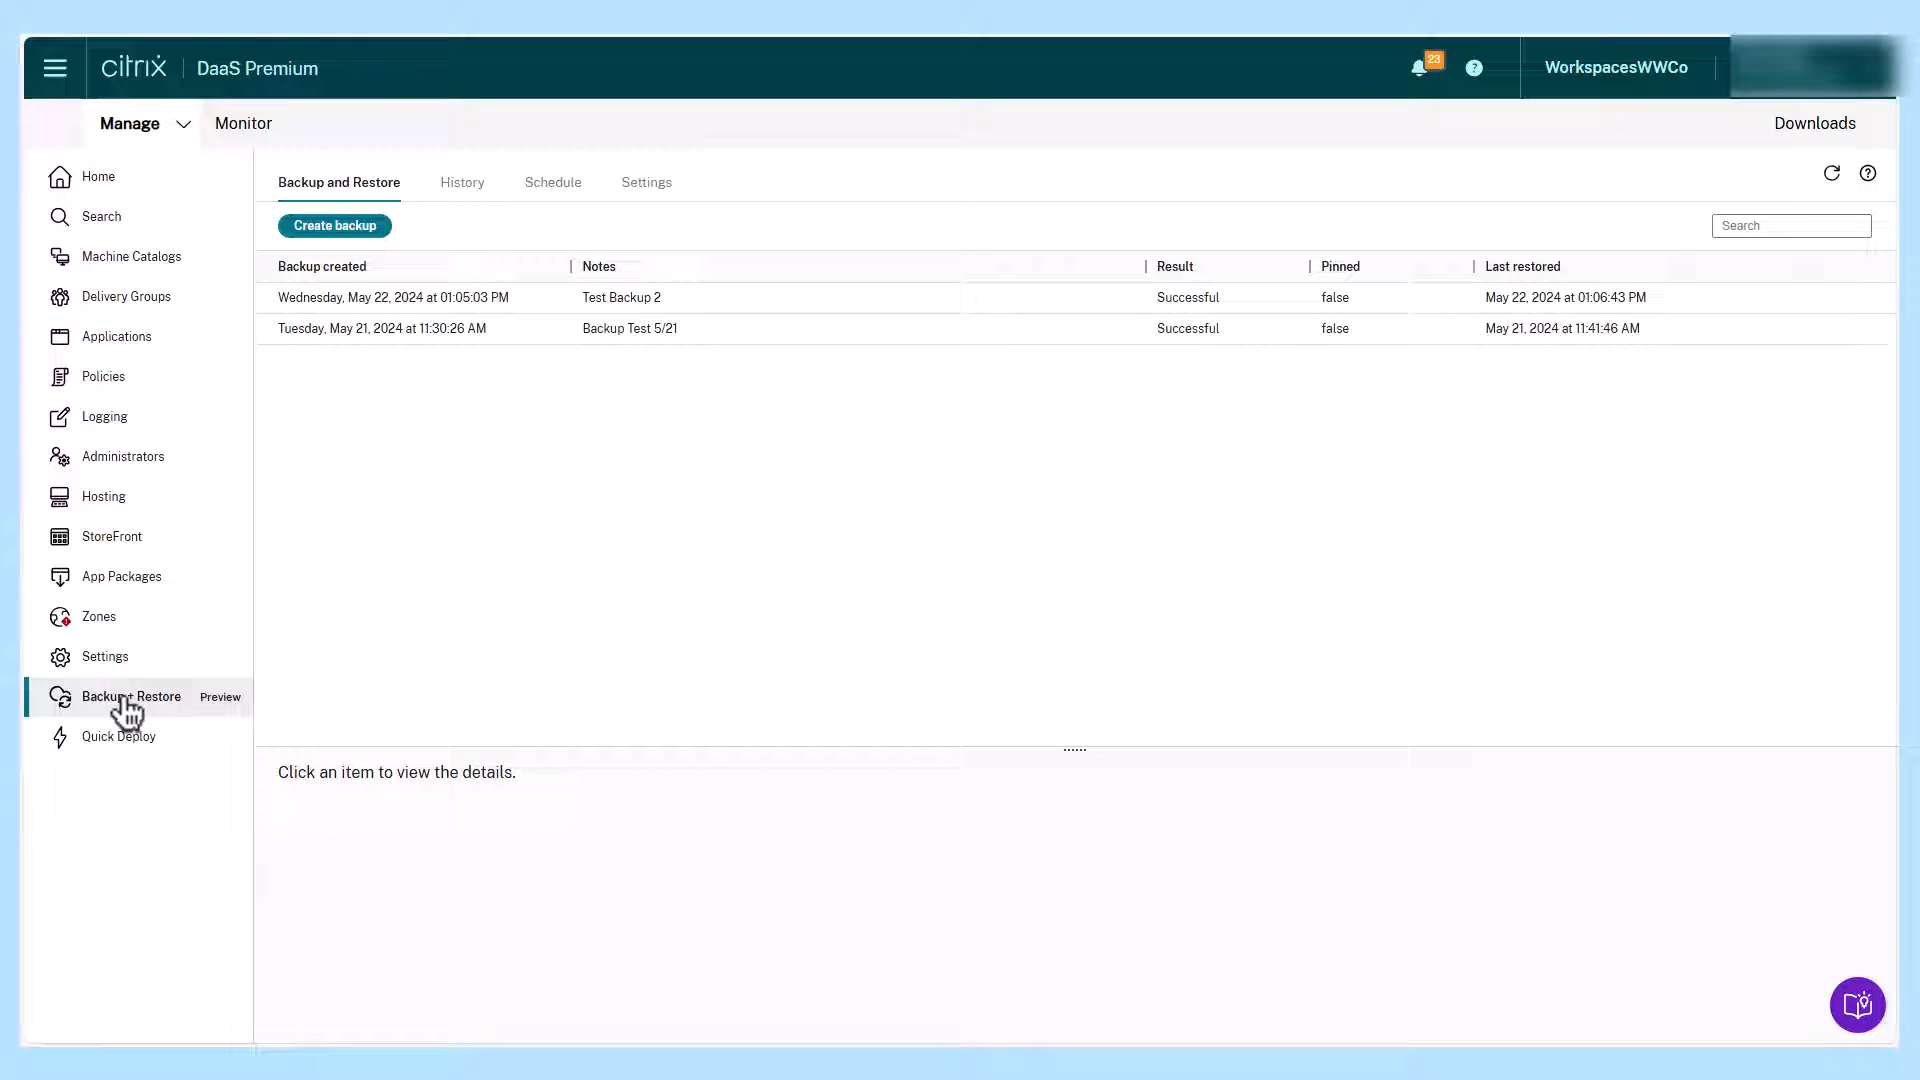 citrix
DaaS Premium
23
?
WorkspacesWWCo
Manage
Monitor
Downloads
Home
Search
Machine Catalogs
Delivery Groups
Applications
Policies
Logging
Administrators
Hosting
StoreFront
App Packages
Zones
Settings
Backup + Restore Preview
Quick Deploy
Backup and Restore
History
Schedule
Settings
?
Create backup
Search
Backup created | Notes | Result | Pinned | Last restored
Wednesday, May 22, 2024 at 01:05:03 PM Test Backup 2 Successful false May 22, 2024 at 01:06:43 PM
Tuesday, May 21, 2024 at 11:30:26 AM Backup Test 5/21 Successful false May 21, 2024 at 11:41:46 AM
Click an item to view the details.